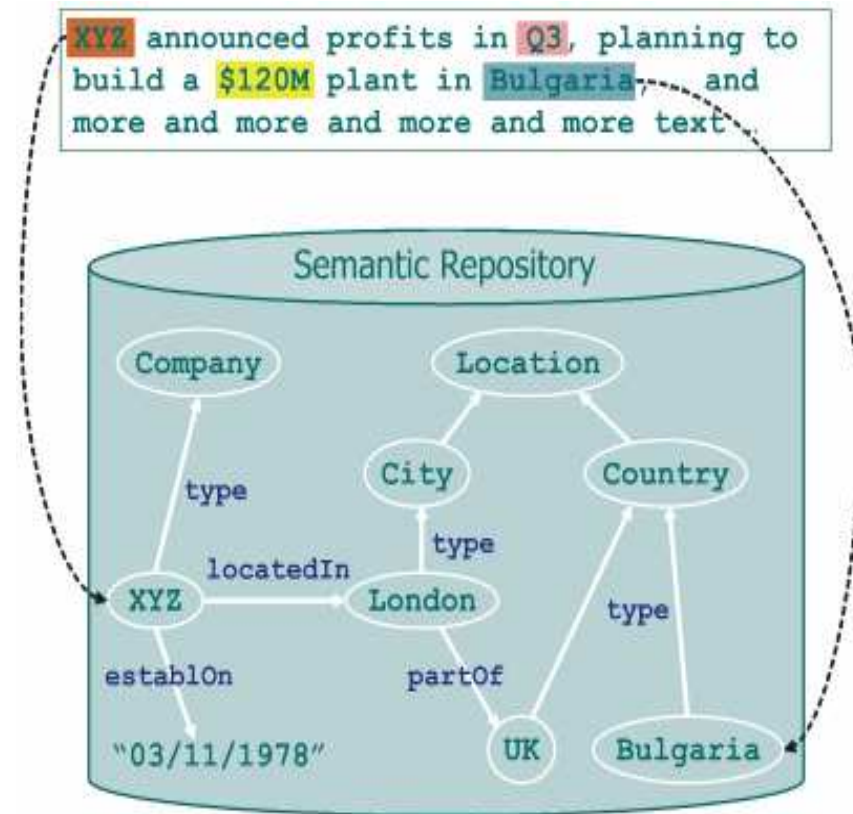 XYZ announced profits in Q3, planning to
build a $120M plant in Bulgaria, and
more and more and more and more text
Semantic Repository
Company
Location
City
Country
type
type
locatedIn
XYZ
London
type
establOn
partOf
"03/11/1978"
UK
Bulgaria